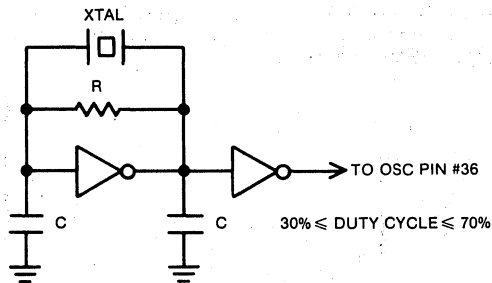 XTAL
R
TO OSC PIN #36
C
C
30% ≤ DUTY CYCLE ≤ 70%